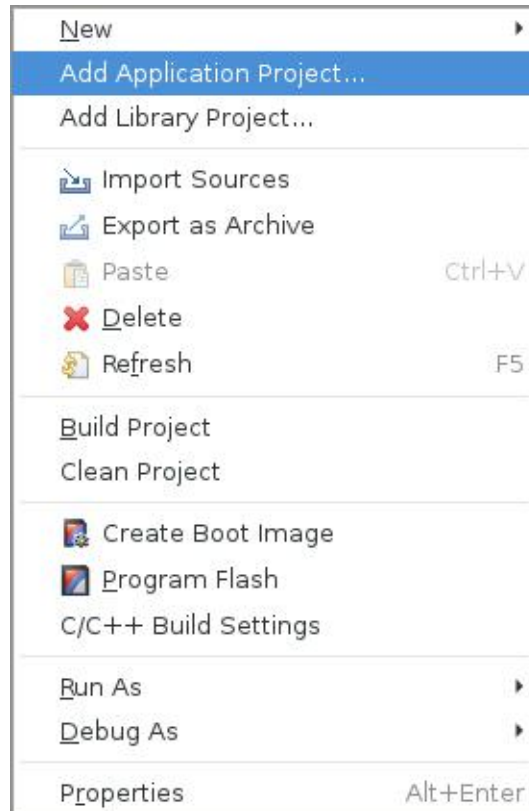 New
Add Application Project...
Add Library Project...
Import Sources
Export as Archive
Paste Ctrl+V
Delete
Refresh F5
Build Project
Clean Project
Create Boot Image
Program Flash
C/C++ Build Settings
Run As
Debug As
Properties Alt+Enter